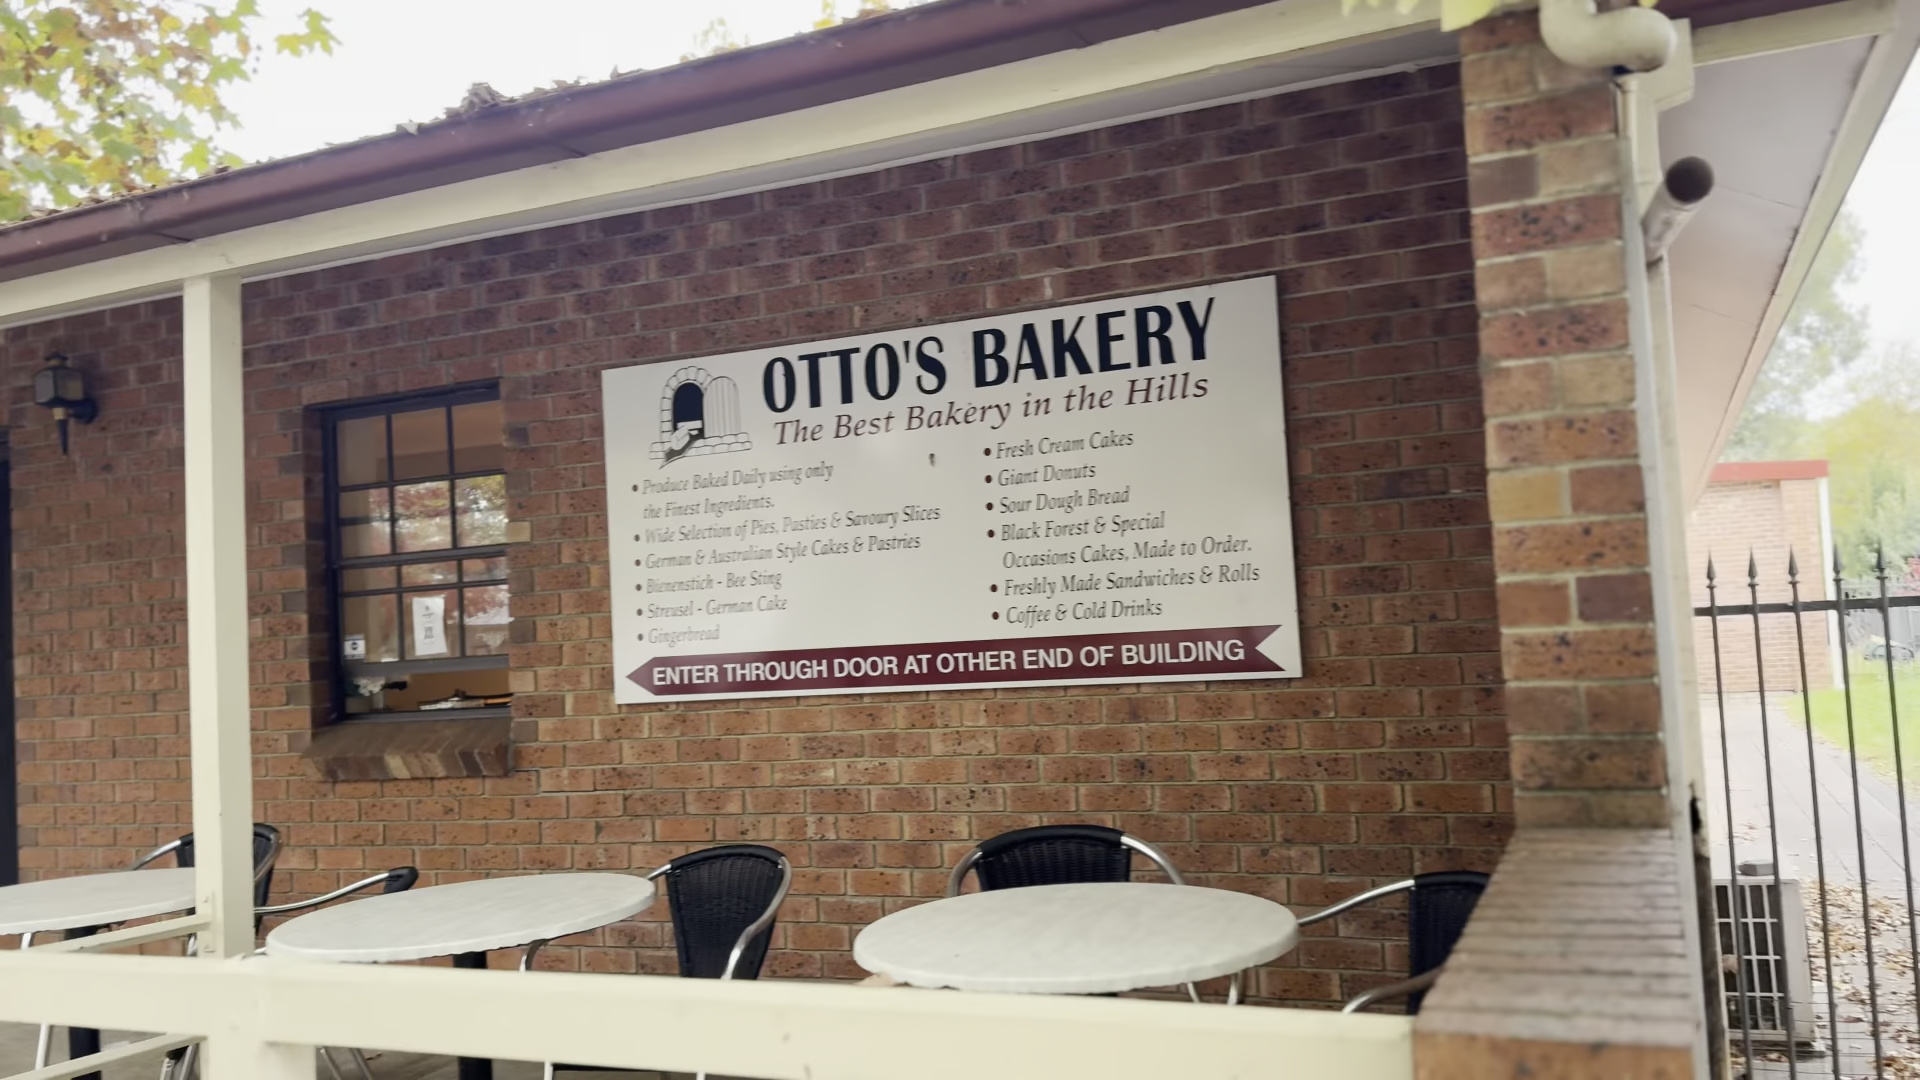 OTTO'S BAKERY
The Best Bakery in the Hills
• Produce Baked Daily using only
the Finest Ingredients.
• Wide Selection of Pies, Pasties & Savoury Slices
• German & Australian Style Cakes & Pastries
• Bienenstich - Bee Sting
• Streusel - German Cake
• Gingerbread
• Fresh Cream Cakes
• Giant Donuts
• Sour Dough Bread
• Black Forest & Special
Occasions Cakes, Made to Order.
• Freshly Made Sandwiches & Rolls
• Coffee & Cold Drinks
ENTER THROUGH DOOR AT OTHER END OF BUILDING